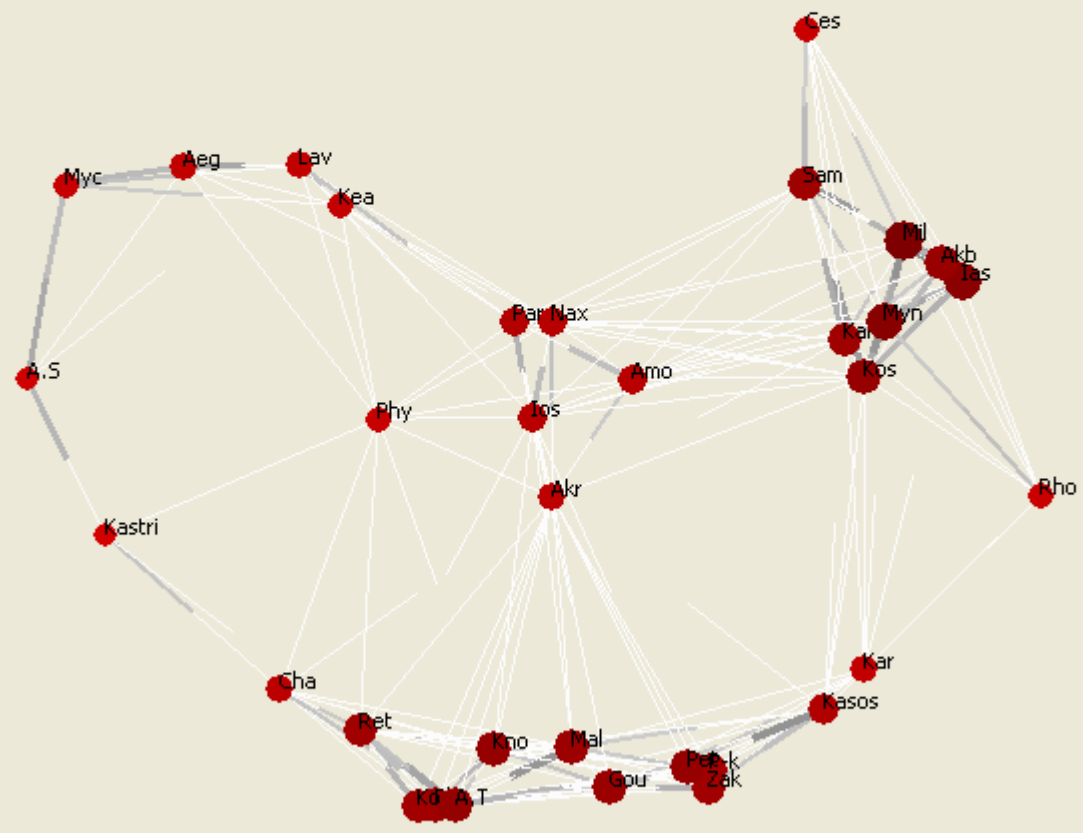 Ces
Lav
Aeg
Myc
Sam
Kea
Mil
Akb
Ias
Par
Nax
Myn
Kal
Kos
Amo
A.S
Phy
Ios
Akr
Rho
Kastri
Kar
Cha
Kasos
Ret
Kno
Mal
P-k
Gou
Zak
A.T